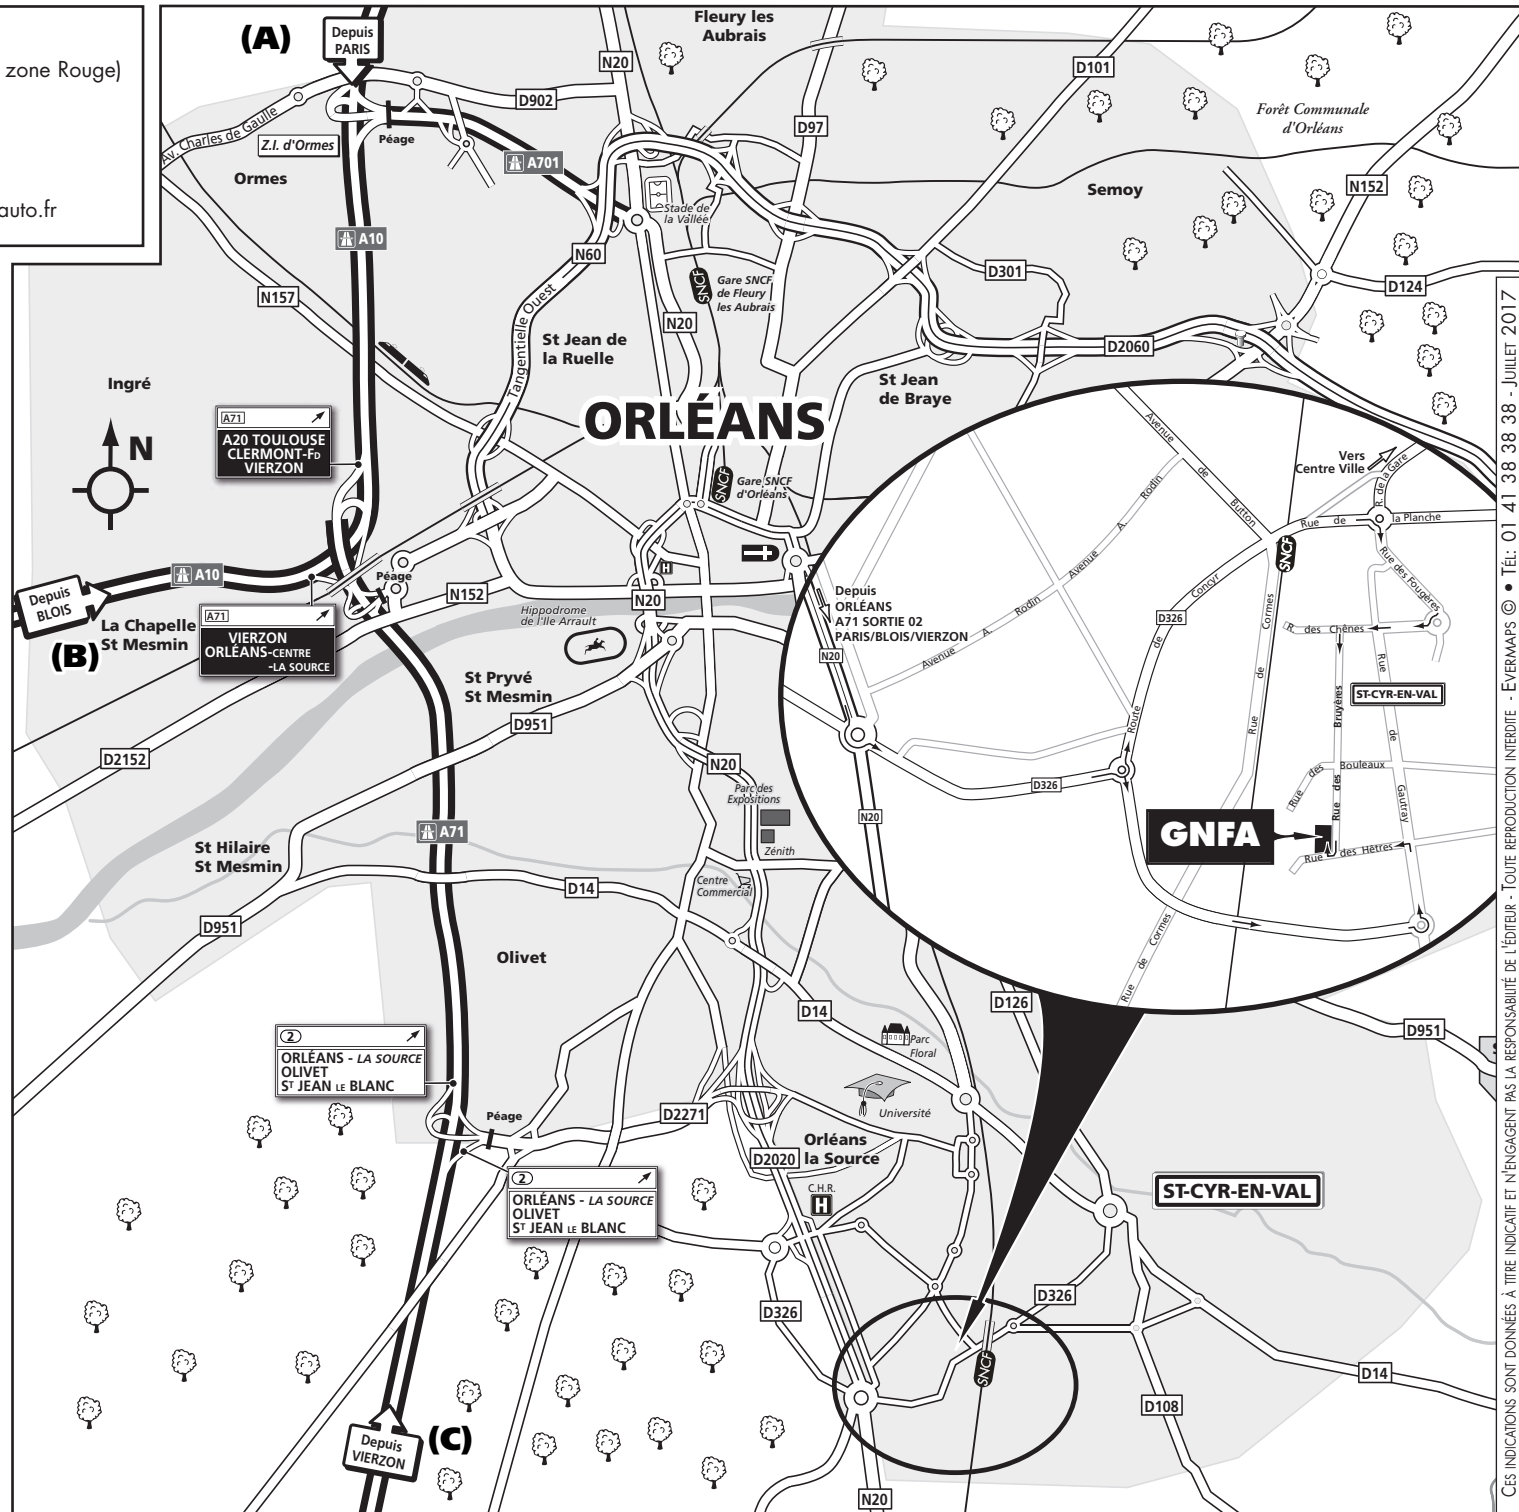 (A)
Depuis
PARIS
zone Rouge)
auto.fr
Fleury les
Aubrais
N20
D101
D902
D97
Av. Charles de Gaulle
Z.I. d'Ormes
Péage
A701
Ormes
Forêt Communale
d'Orléans
Semoy
N152
Stade de
la Vallée
A10
N60
D301
D124
N157
Gare SNCF
de Fleury
les Aubrais
SNCF
N20
Tangentielle Ouest
St Jean de
la Ruelle
D2060
Ingré
St Jean
de Braye
ORLÉANS
N
A71
A20 TOULOUSE
CLERMONT-FD
VIERZON
SNCF
Gare SNCF
d'Orléans
Depuis
BLOIS
A10
Péage
(B)
La Chapelle
St Mesmin
A71
VIERZON
ORLÉANS-CENTRE
-LA SOURCE
N152
H
N20
Hippodrome
de l'Ile Arrault
St Pryvé
St Mesmin
D951
D2152
N20
Parc des
Expositions
Zénith
A71
St Hilaire
St Mesmin
Centre
Commercial
D14
D951
Olivet
Avenue de Button
Vers
Centre Ville
R. de la Gare
Rue de la Planche
Avenue A. Rodin
Avenue A. Rodin
SNCF
Rue des Fougères
Depuis
ORLÉANS
A71 SORTIE 02
PARIS/BLOIS/VIERZON
N20
D326
Route de Concyr
Rue de Cormes
R. des Chênes
ST-CYR-EN-VAL
Rue des Bruyères
Rue de Gautray
Rue des Bouleaux
D326
N20
GNFA
Rue des Hêtres
Rue de Cormes
D14
D126
D951
Parc
Floral
Université
2
ORLÉANS - LA SOURCE
OLIVET
ST JEAN LE BLANC
Péage
D2271
Orléans
la Source
D2020
C.H.R.
H
2
ORLÉANS - LA SOURCE
OLIVET
ST JEAN LE BLANC
ST-CYR-EN-VAL
D326
D326
SNCF
D14
D108
N20
Depuis
VIERZON
(C)
CES INDICATIONS SONT DONNÉES À TITRE INDICATIF ET N'ENGAGENT PAS LA RESPONSABILITÉ DE L'ÉDITEUR - TOUTE REPRODUCTION INTERDITE - EVERMAPS © • TÉL: 01 41 38 38 38 - JUILLET 2017